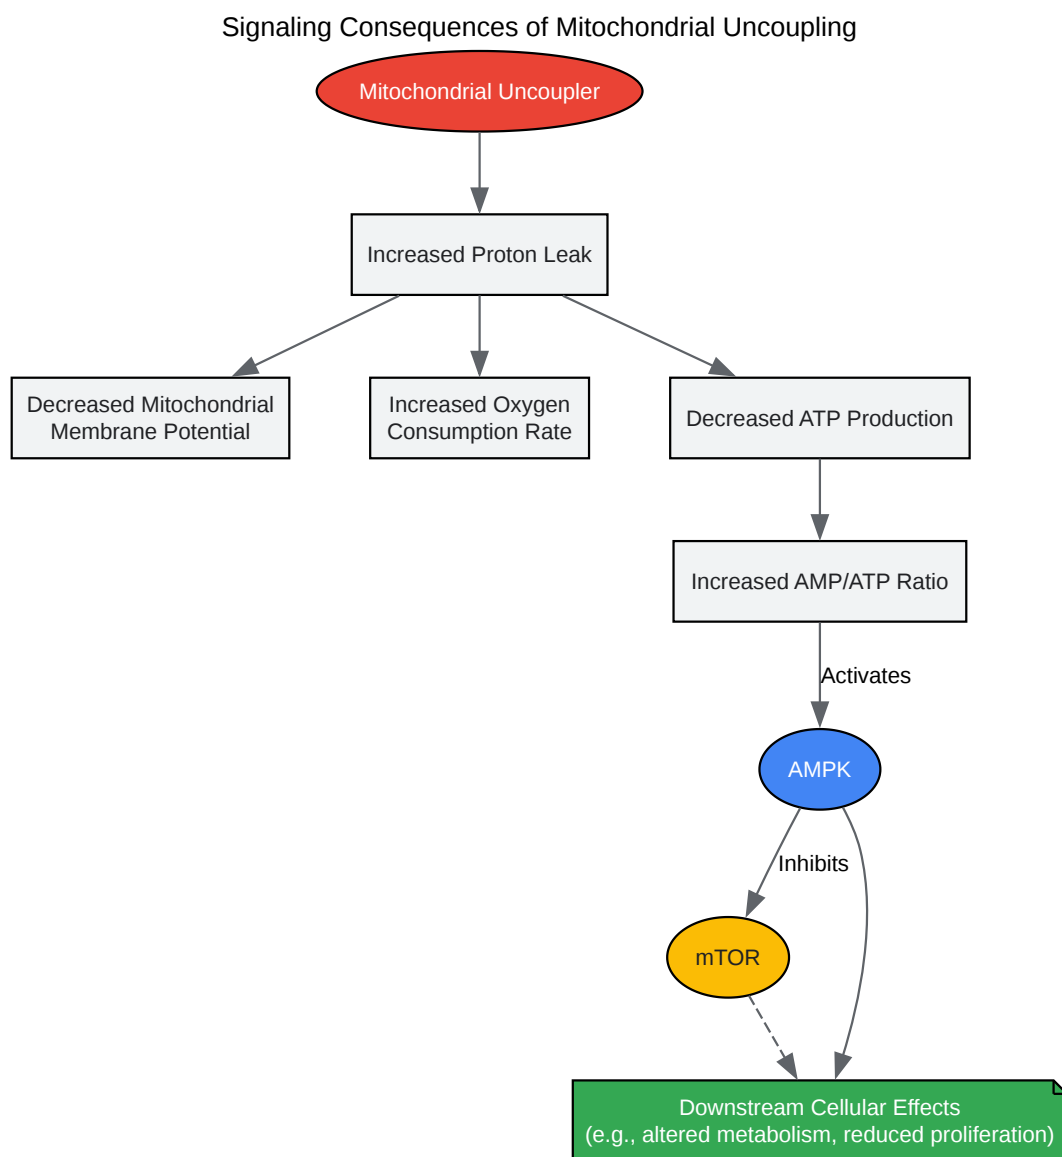 Signaling Consequences of Mitochondrial Uncoupling
Mitochondrial Uncoupler
Increased Proton Leak
Decreased Mitochondrial
Membrane Potential
Increased Oxygen
Consumption Rate
Decreased ATP Production
Increased AMP/ATP Ratio
Activates
AMPK
Inhibits
mTOR
Downstream Cellular Effects
(e.g., altered metabolism, reduced proliferation)